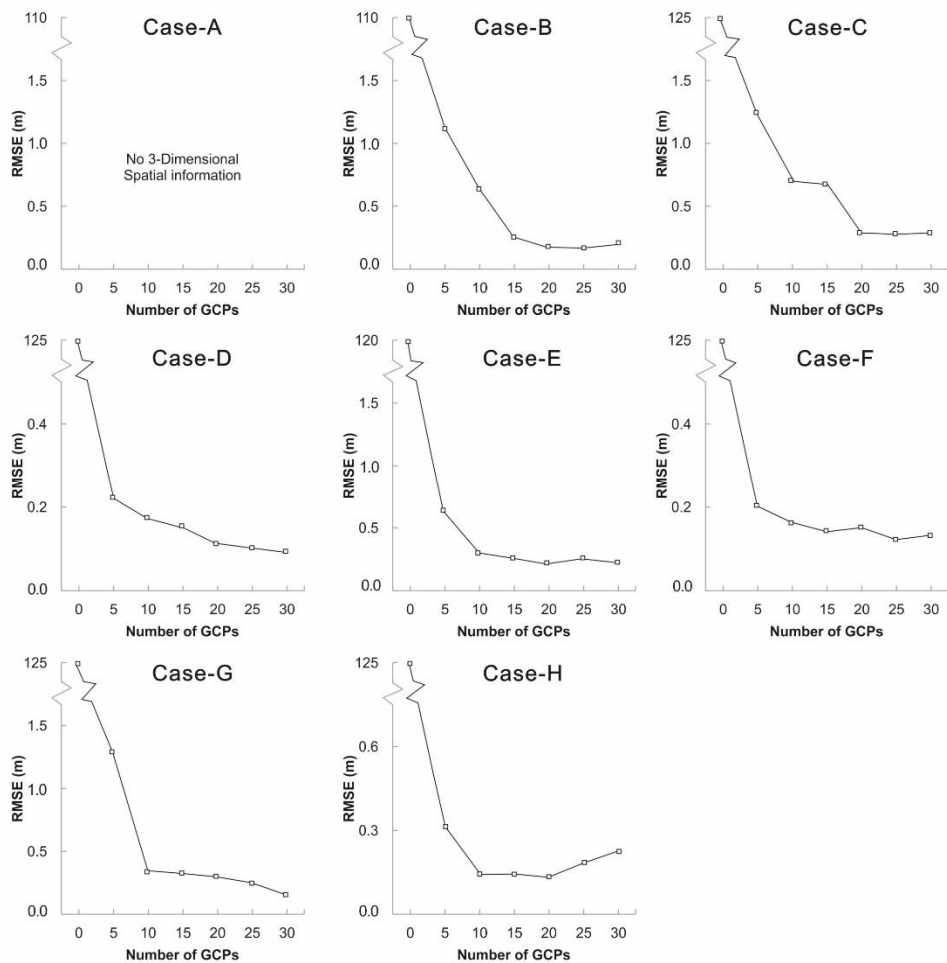 Case-A
110
1.5
1.0
0.5
0.0
RMSE (m)
No 3-Dimensional
Spatial information
0 5 10 15 20 25 30
Number of GCPs
Case-B
110
1.5
1.0
0.5
0.0
RMSE (m)
0 5 10 15 20 25 30
Number of GCPs
Case-C
125
1.5
1.0
0.5
0.0
RMSE (m)
0 5 10 15 20 25 30
Number of GCPs
Case-D
125
0.4
0.2
0.0
RMSE (m)
0 5 10 15 20 25 30
Number of GCPs
Case-E
120
1.5
1.0
0.5
0.0
RMSE (m)
0 5 10 15 20 25 30
Number of GCPs
Case-F
125
0.4
0.2
0.0
RMSE (m)
0 5 10 15 20 25 30
Number of GCPs
Case-G
125
1.5
1.0
0.5
0.0
RMSE (m)
0 5 10 15 20 25 30
Number of GCPs
Case-H
125
0.6
0.3
0.0
RMSE (m)
0 5 10 15 20 25 30
Number of GCPs